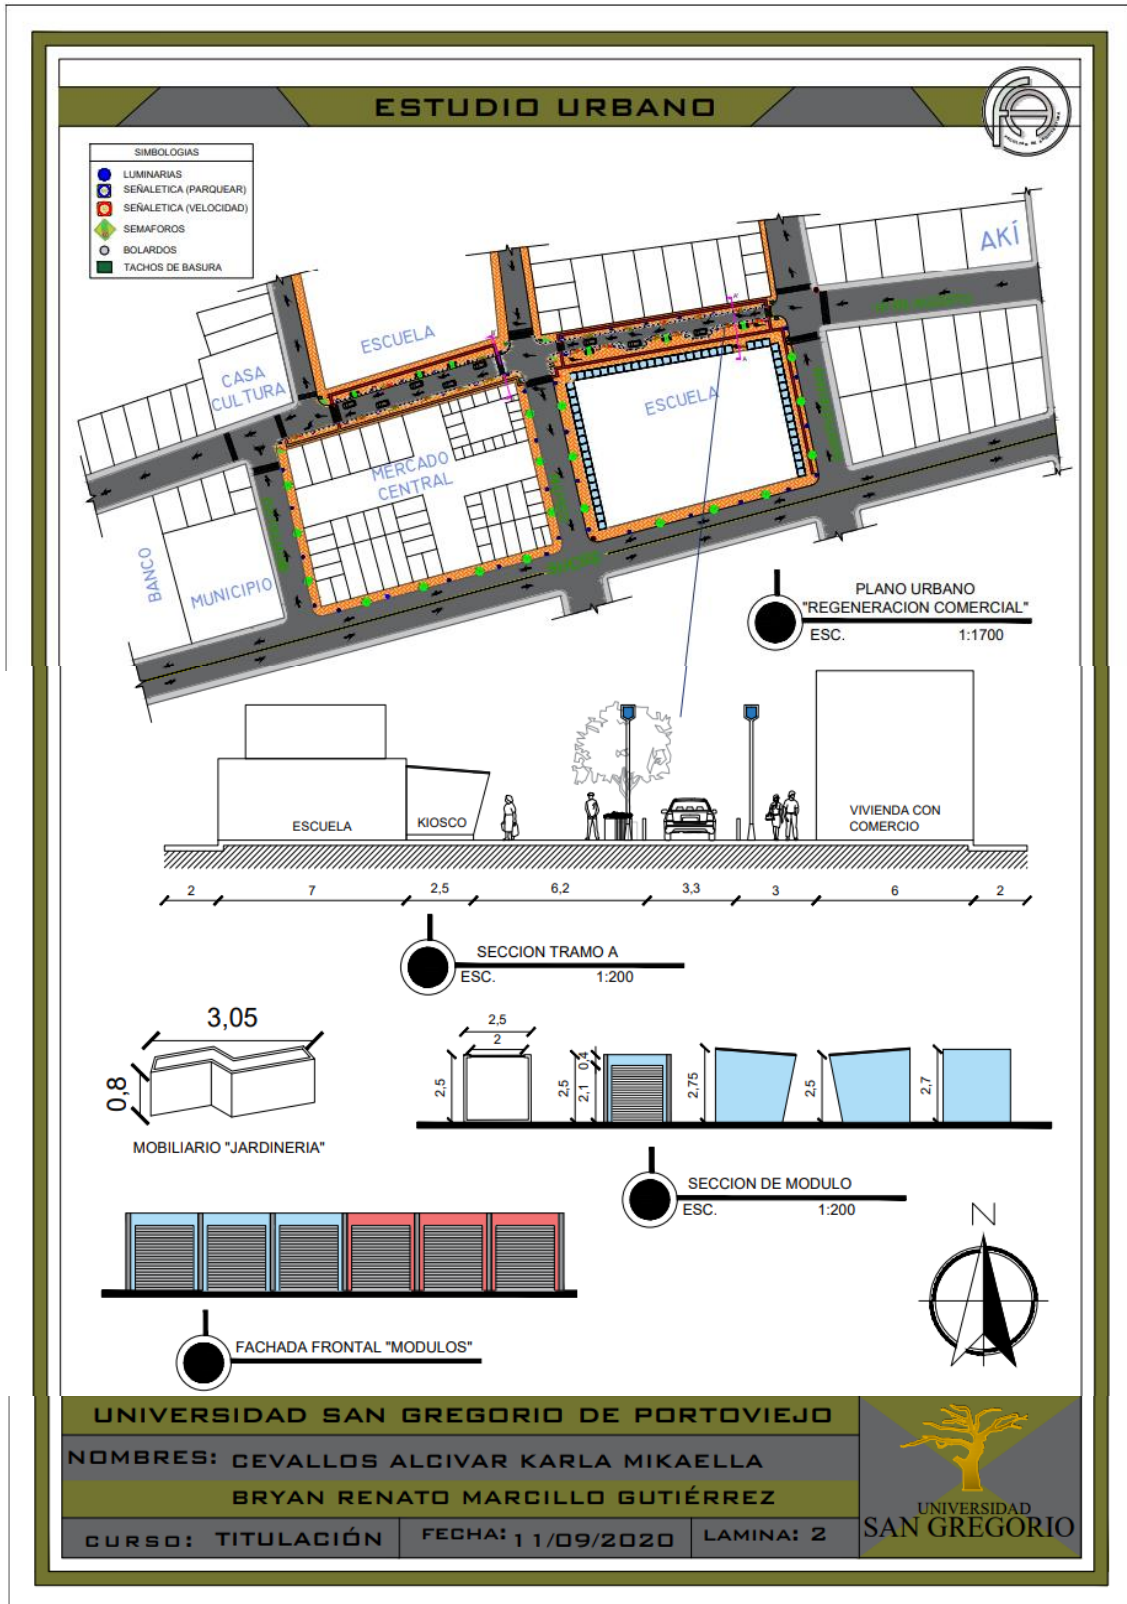 ESTUDIO URBANO
SIMBOLOGIAS
LUMINARIAS
SEÑALETICA (PARQUEAR)
SEÑALETICA (VELOCIDAD)
SEMAFOROS
BOLARDOS
TACHOS DE BASURA
AKÍ
ESCUELA
CASA
CULTURA
ESCUELA
MERCADO
CENTRAL
BANCO
MUNICIPIO
A'
A
PLANO URBANO
"REGENERACION COMERCIAL"
ESC. 1:1700
ESCUELA
KIOSCO
VIVIENDA CON
COMERCIO
2 7 2,5 6,2 3,3 3 6 2
SECCION TRAMO A
ESC. 1:200
3,05
0,8
MOBILIARIO "JARDINERIA"
2,5
2
2,5
2,5
2,1
0,4
2,75
2,5
2,7
SECCION DE MODULO
ESC. 1:200
N
FACHADA FRONTAL "MODULOS"
UNIVERSIDAD SAN GREGORIO DE PORTOVIEJO
NOMBRES: CEVALLOS ALCIVAR KARLA MIKAELLA
BRYAN RENATO MARCILLO GUTIÉRREZ
CURSO: TITULACIÓN FECHA: 11/09/2020 LAMINA: 2
UNIVERSIDAD
SAN GREGORIO